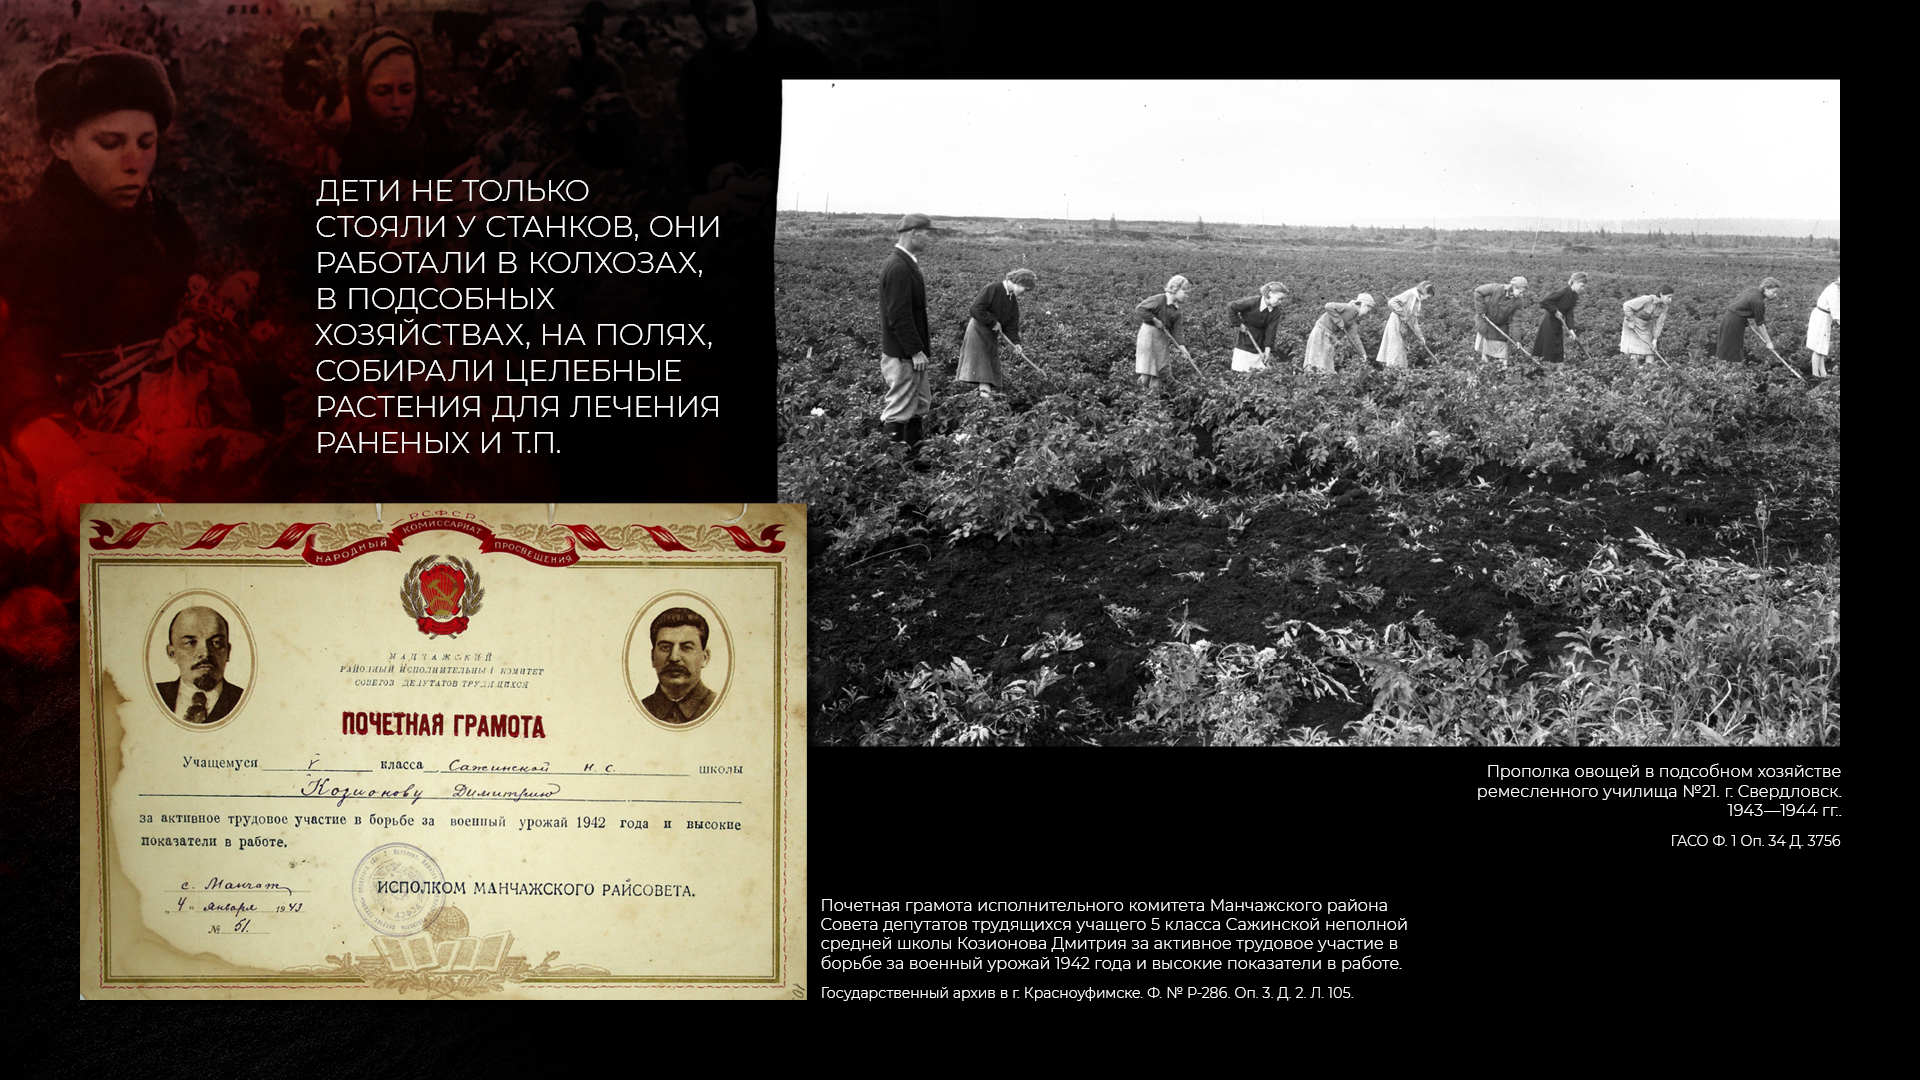 ДЕТИ НЕ ТОЛЬКО
СТОЯЛИ У СТАНКОВ, ОНИ
РАБОТАЛИ В КОЛХОЗАХ,
В ПОДСОБНЫХ
ХОЗЯЙСТВАХ, НА ПОЛЯХ,
СОБИРАЛИ ЦЕЛЕБНЫЕ
РАСТЕНИЯ ДЛЯ ЛЕЧЕНИЯ
РАНЕНЫХ И Т.П.
Р.С.Ф.С.Р.
НАРОДНЫЙ КОМИССАРИАТ ПРОСВЕЩЕНИЯ
МАНЧАЖСКИЙ
РАЙОННЫЙ ИСПОЛНИТЕЛЬНЫЙ КОМИТЕТ
СОВЕТОВ ДЕПУТАТОВ ТРУДЯЩИХСЯ
ПОЧЕТНАЯ ГРАМОТА
Учащемуся V класса Сажинской н. с. школы
Козионову Димитрию
за активное трудовое участие в борьбе за военный урожай 1942 года и высокие
показатели в работе.
ИСПОЛКОМ МАНЧАЖСКОГО РАЙСОВЕТА.
с. Манчаж
„4" января 1943
№ 51.
Прополка овощей в подсобном хозяйстве
ремесленного училища №21. г. Свердловск.
1943—1944 гг..
ГАСО Ф. 1 Оп. 34 Д. 3756
Почетная грамота исполнительного комитета Манчажского района
Совета депутатов трудящихся учащего 5 класса Сажинской неполной
средней школы Козионова Дмитрия за активное трудовое участие в
борьбе за военный урожай 1942 года и высокие показатели в работе.
Государственный архив в г. Красноуфимске. Ф. № Р-286. Оп. 3. Д. 2. Л. 105.